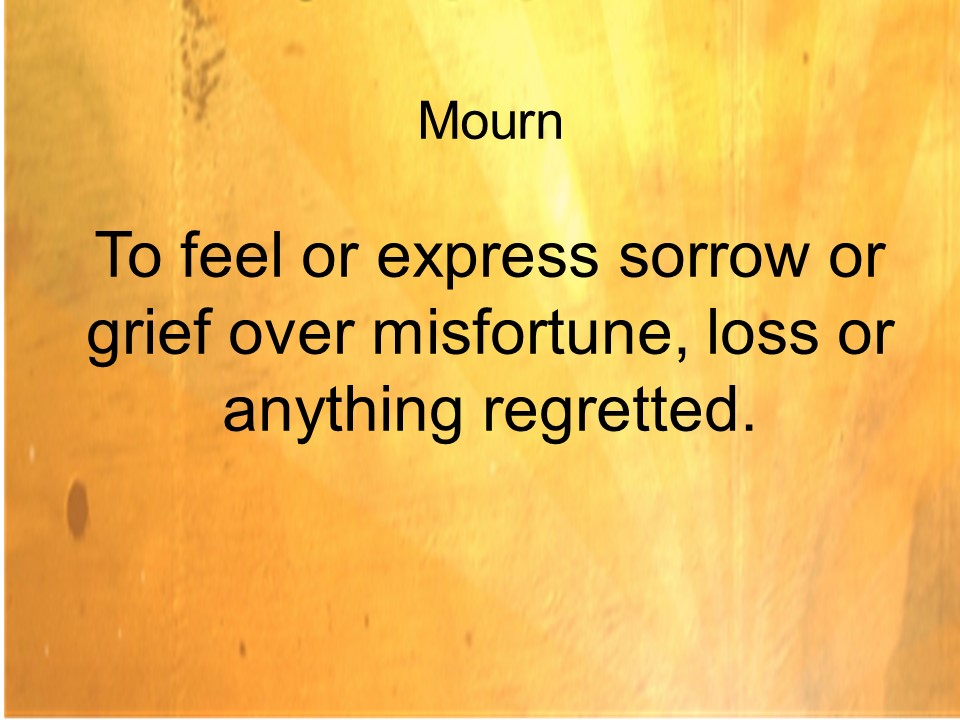 Mourn
To feel or express sorrow or
grief over misfortune, loss or
anything regretted.